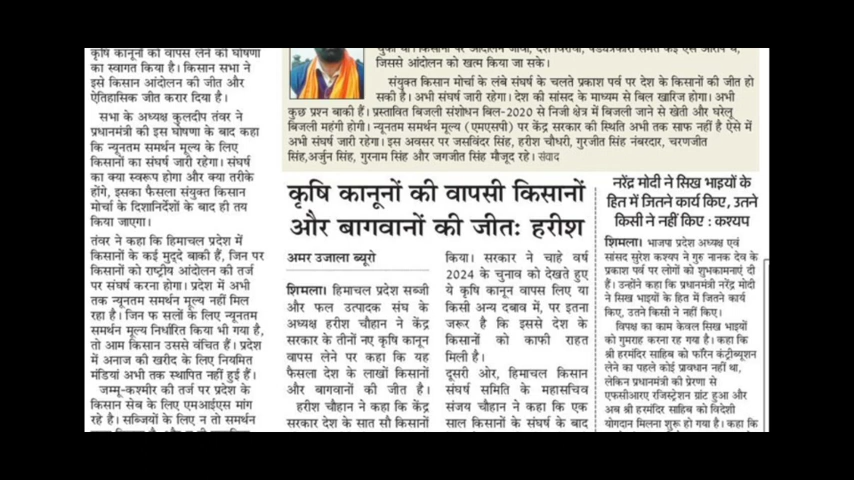 कृषि कानूनों को वापस लेने की घोषणा
का स्वागत किया है। किसान सभा ने
इसे किसान आंदोलन की जीत और
ऐतिहासिक जीत करार दिया है।
सभा के अध्यक्ष कुलदीप तंवर ने
प्रधानमंत्री की इस घोषणा के बाद कहा
कि न्यूनतम समर्थन मूल्य के लिए
किसानों का संघर्ष जारी रहेगा। संघर्ष
का क्या स्वरूप होगा और क्या तरीके
होंगे, इसका फैसला संयुक्त किसान
मोर्चा के दिशानिर्देशों के बाद ही तय
किया जाएगा।
तंवर ने कहा कि हिमाचल प्रदेश में
किसानों के कई मुद्दे बाकी हैं, जिन पर
किसानों को राष्ट्रीय आंदोलन की तर्ज
पर संघर्ष करना होगा। प्रदेश में अभी
तक न्यूनतम समर्थन मूल्य नहीं मिल
रहा है। जिन फ सलों के लिए न्यूनतम
समर्थन मूल्य निर्धारित किया भी गया है,
तो आम किसान उससे वंचित हैं। प्रदेश
में अनाज की खरीद के लिए नियमित
मंडियां अभी तक स्थापित नहीं हुई हैं।
जम्मू-कश्मीर की तर्ज पर प्रदेश के
किसान सेब के लिए एमआईएस मांग
रहे है। सब्जियों के लिए न तो समर्थन
जिससे आंदोलन को खत्म किया जा सके।
संयुक्त किसान मोर्चा के लंबे संघर्ष के चलते प्रकाश पर्व पर देश के किसानों की जीत हो
सकी है। अभी संघर्ष जारी रहेगा। देश की सांसद के माध्यम से बिल खारिज होगा। अभी
कुछ प्रश्न बाकी हैं। प्रस्तावित बिजली संशोधन बिल-2020 से निजी क्षेत्र में बिजली जाने से खेती और घरेलू
बिजली महंगी होगी। न्यूनतम समर्थन मूल्य (एमएसपी) पर केंद्र सरकार की स्थिति अभी तक साफ नहीं है ऐसे में
अभी संघर्ष जारी रहेगा। इस अवसर पर जसविंदर सिंह, हरीश चौधरी, गुरजीत सिंह नंबरदार, चरणजीत
सिंह,अर्जुन सिंह, गुरनाम सिंह और जगजीत सिंह मौजूद रहे। संवाद
कृषि कानूनों की वापसी किसानों
और बागवानों की जीत: हरीश
अमर उजाला ब्यूरो
शिमला। हिमाचल प्रदेश सब्जी
और फल उत्पादक संघ के
अध्यक्ष हरीश चौहान ने केंद्र
सरकार के तीनों नए कृषि कानून
वापस लेने पर कहा कि यह
फैसला देश के लाखों किसानों
और बागवानों की जीत है।
हरीश चौहान ने कहा कि केंद्र
सरकार देश के सात सौ किसानों
किया। सरकार ने चाहे वर्ष
2024 के चुनाव को देखते हुए
ये कृषि कानून वापस लिए या
किसी अन्य दबाव में, पर इतना
जरूर है कि इससे देश के
किसानों को काफी राहत
मिली है।
दूसरी ओर, हिमाचल किसान
संघर्ष समिति के महासचिव
संजय चौहान ने कहा कि एक
साल किसानों के संघर्ष के बाद
नरेंद्र मोदी ने सिख भाइयों के
हित में जितने कार्य किए, उतने
किसी ने नहीं किए : कश्यप
शिमला। भाजपा प्रदेश अध्यक्ष एवं
सांसद सुरेश कश्यप ने गुरु नानक देव के
प्रकाश पर्व पर लोगों को शुभकामनाएं दी
हैं। उन्होंने कहा कि प्रधानमंत्री नरेंद्र मोदी
ने सिख भाइयों के हित में जितने कार्य
किए, उतने किसी ने नहीं किए।
विपक्ष का काम केवल सिख भाइयों
को गुमराह करना रह गया है। कहा कि
श्री हरमंदिर साहिब को फॉरेन कंट्रीब्यूशन
लेने का पहले कोई प्रावधान नहीं था,
लेकिन प्रधानमंत्री की प्रेरणा से
एफसीआरए रजिस्ट्रेशन ग्रांट हुआ और
अब श्री हरमंदिर साहिब को विदेशी
योगदान मिलना शुरू हो गया है। कहा कि